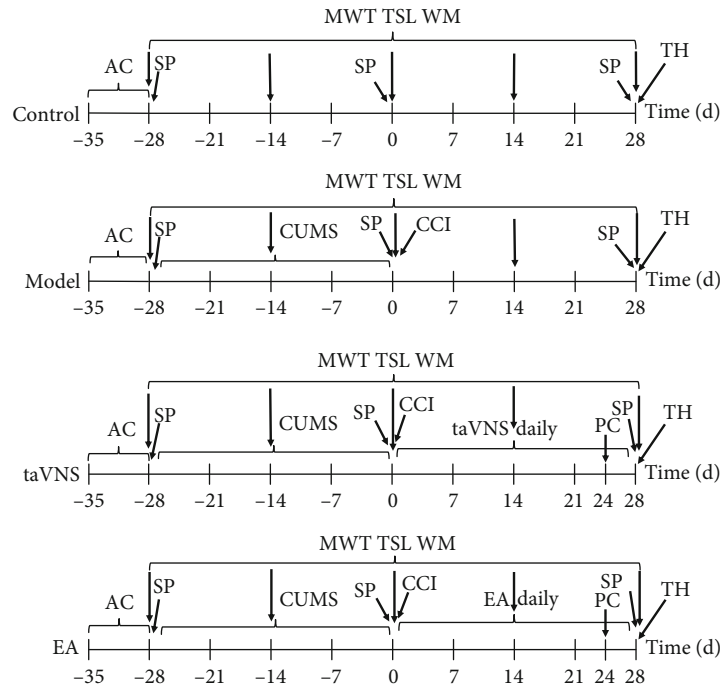 MWT TSL WM
AC SP SP SP TH
Control Time (d)
–35 –28 –21 –14 –7 0 7 14 21 28
MWT TSL WM
AC SP CUMS SP CCI SP TH
Model Time (d)
–35 –28 –21 –14 –7 0 7 14 21 28
MWT TSL WM
AC SP CUMS SP CCI taVNS daily PC SP TH
taVNS Time (d)
–35 –28 –21 –14 –7 0 7 14 21 24 28
MWT TSL WM
AC SP CUMS SP CCI EA daily PC SP TH
EA Time (d)
–35 –28 –21 –14 –7 0 7 14 21 24 28